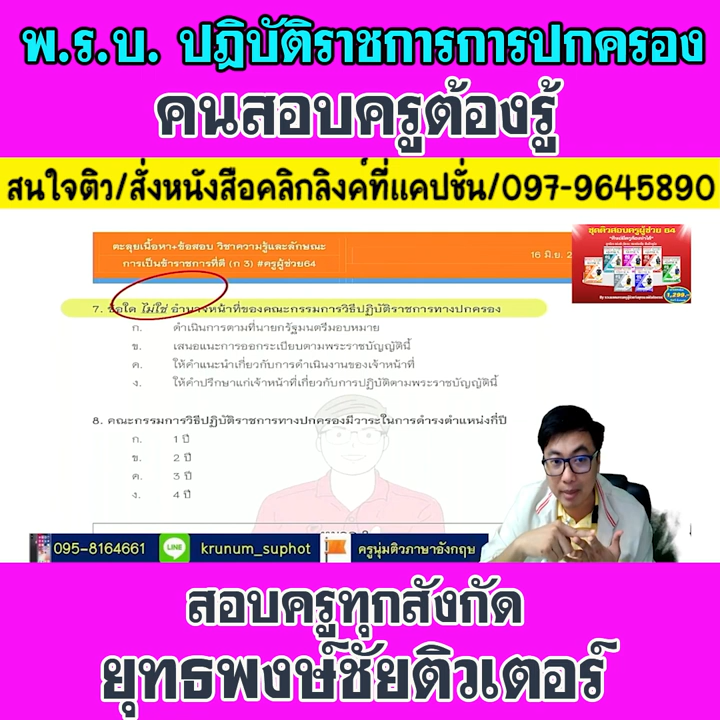 พ.ร.บ. ปฏิบัติราชการการปกครอง
คนสอบครูต้องรู้
สนใจติว/สั่งหนังสือคลิกลิงค์ที่แคปชั่น/097-9645890
ตะลุยเนื้อหา+ข้อสอบ วิชาความรู้และลักษณะ
การเป็นข้าราชการที่ดี (ก 3) #ครูผู้ช่วย64
16 มิ.ย. 2
ชุดติวสอบครูผู้ช่วย 64
1,299.-
7. ข้อใด ไม่ใช่ อำนาจหน้าที่ของคณะกรรมการวิธีปฏิบัติราชการทางปกครอง
ก. ดำเนินการตามที่นายกรัฐมนตรีมอบหมาย
ข. เสนอแนะการออกระเบียบตามพระราชบัญญัตินี้
ค. ให้คำแนะนำเกี่ยวกับการดำเนินงานของเจ้าหน้าที่
ง. ให้คำปรึกษาแก่เจ้าหน้าที่เกี่ยวกับการปฏิบัติตามพระราชบัญญัตินี้
8. คณะกรรมการวิธีปฏิบัติราชการทางปกครองมีวาระในการดำรงตำแหน่งกี่ปี
ก. 1 ปี
ข. 2 ปี
ค. 3 ปี
ง. 4 ปี
095-8164661 LINE krunum_suphot ครูนุ่มติวภาษาอังกฤษ
สอบครูทุกสังกัด
ยุทธพงษ์ชัยติวเตอร์